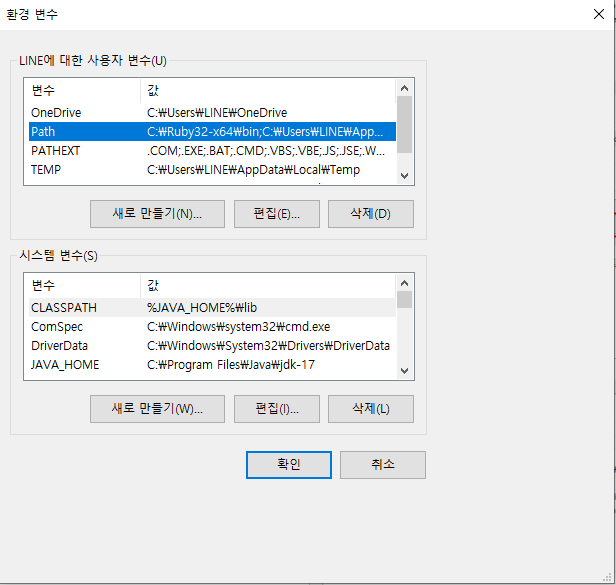 환경 변수
LINE에 대한 사용자 변수(U)
변수 값
OneDrive C:₩Users₩LINE₩OneDrive
Path C:₩Ruby32-x64₩bin;C:₩Users₩LINE₩App...
PATHEXT .COM;.EXE;.BAT;.CMD;.VBS;.VBE;.JS;.JSE;.W...
TEMP C:₩Users₩LINE₩AppData₩Local₩Temp
새로 만들기(N)... 편집(E)... 삭제(D)
시스템 변수(S)
변수 값
CLASSPATH %JAVA_HOME%₩lib
ComSpec C:₩Windows₩system32₩cmd.exe
DriverData C:₩Windows₩System32₩Drivers₩DriverData
JAVA_HOME C:₩Program Files₩Java₩jdk-17
새로 만들기(W)... 편집(I)... 삭제(L)
확인 취소